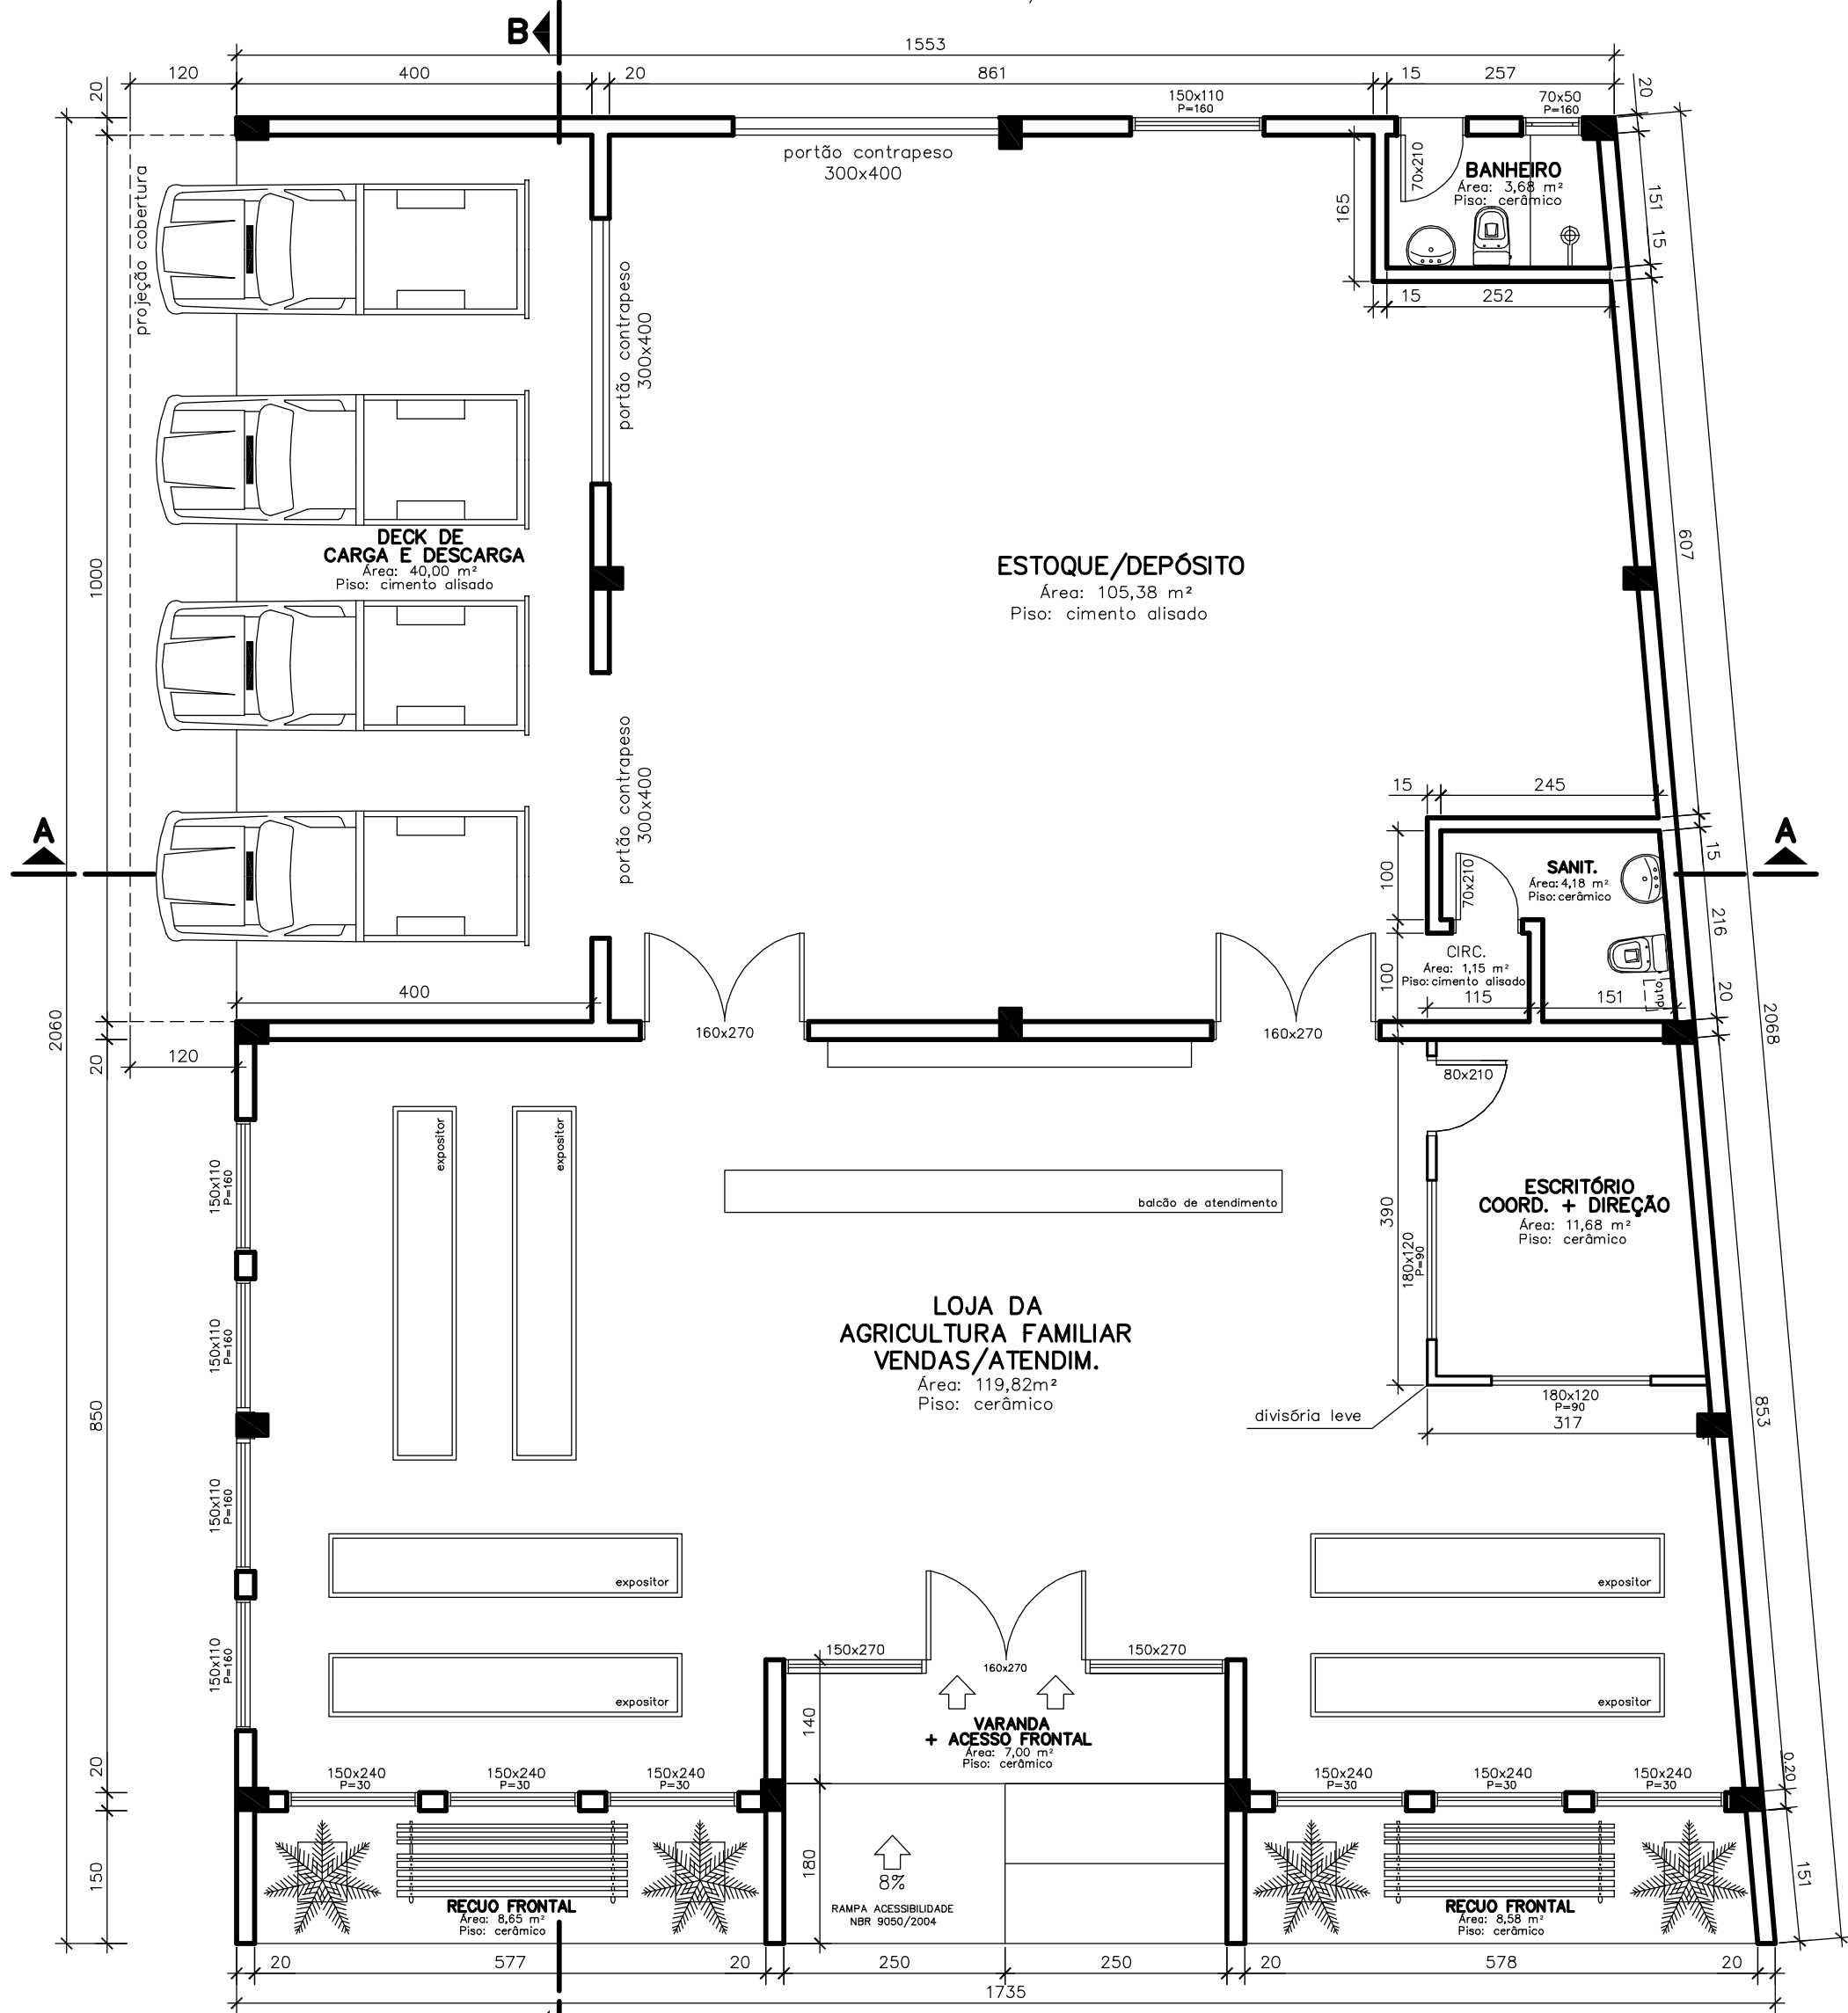 B
1553
120
400
20
861
15
257
20
20
150x110
P=160
70x50
P=160
portão contrapeso
300x400
projeção cobertura
70x210
BANHEIRO
Área: 3,68 m²
Piso: cerâmico
165
151
15
15
252
portão contrapeso
300x400
1000
607
DECK DE
CARGA E DESCARGA
Área: 40,00 m²
Piso: cimento alisado
ESTOQUE/DEPÓSITO
Área: 105,38 m²
Piso: cimento alisado
portão contrapeso
300x400
15
245
A
A
15
100
70x210
SANIT.
Área: 4,18 m²
Piso: cerâmico
216
CIRC.
Área: 1,15 m²
Piso: cimento alisado
100
duto
115
151
20
400
2060
2068
160x270
160x270
20
120
80x210
150x110
P=160
expositor
expositor
balcão de atendimento
390
ESCRITÓRIO
COORD. + DIREÇÃO
Área: 11,68 m²
Piso: cerâmico
180x120
P=90
150x110
P=160
LOJA DA
AGRICULTURA FAMILIAR
VENDAS/ATENDIM.
Área: 119,82m²
Piso: cerâmico
180x120
P=90
divisória leve
317
850
853
150x110
P=160
expositor
expositor
150x110
P=160
150x270
160x270
150x270
expositor
expositor
140
VARANDA
+ ACESSO FRONTAL
Área: 7,00 m²
Piso: cerâmico
20
0.20
150x240
P=30
150x240
P=30
150x240
P=30
150x240
P=30
150x240
P=30
150x240
P=30
150
180
8%
RAMPA ACESSIBILIDADE
NBR 9050/2004
151
RECUO FRONTAL
Área: 8,65 m²
Piso: cerâmico
RECUO FRONTAL
Área: 8,58 m²
Piso: cerâmico
20
577
20
250
250
20
578
20
1735